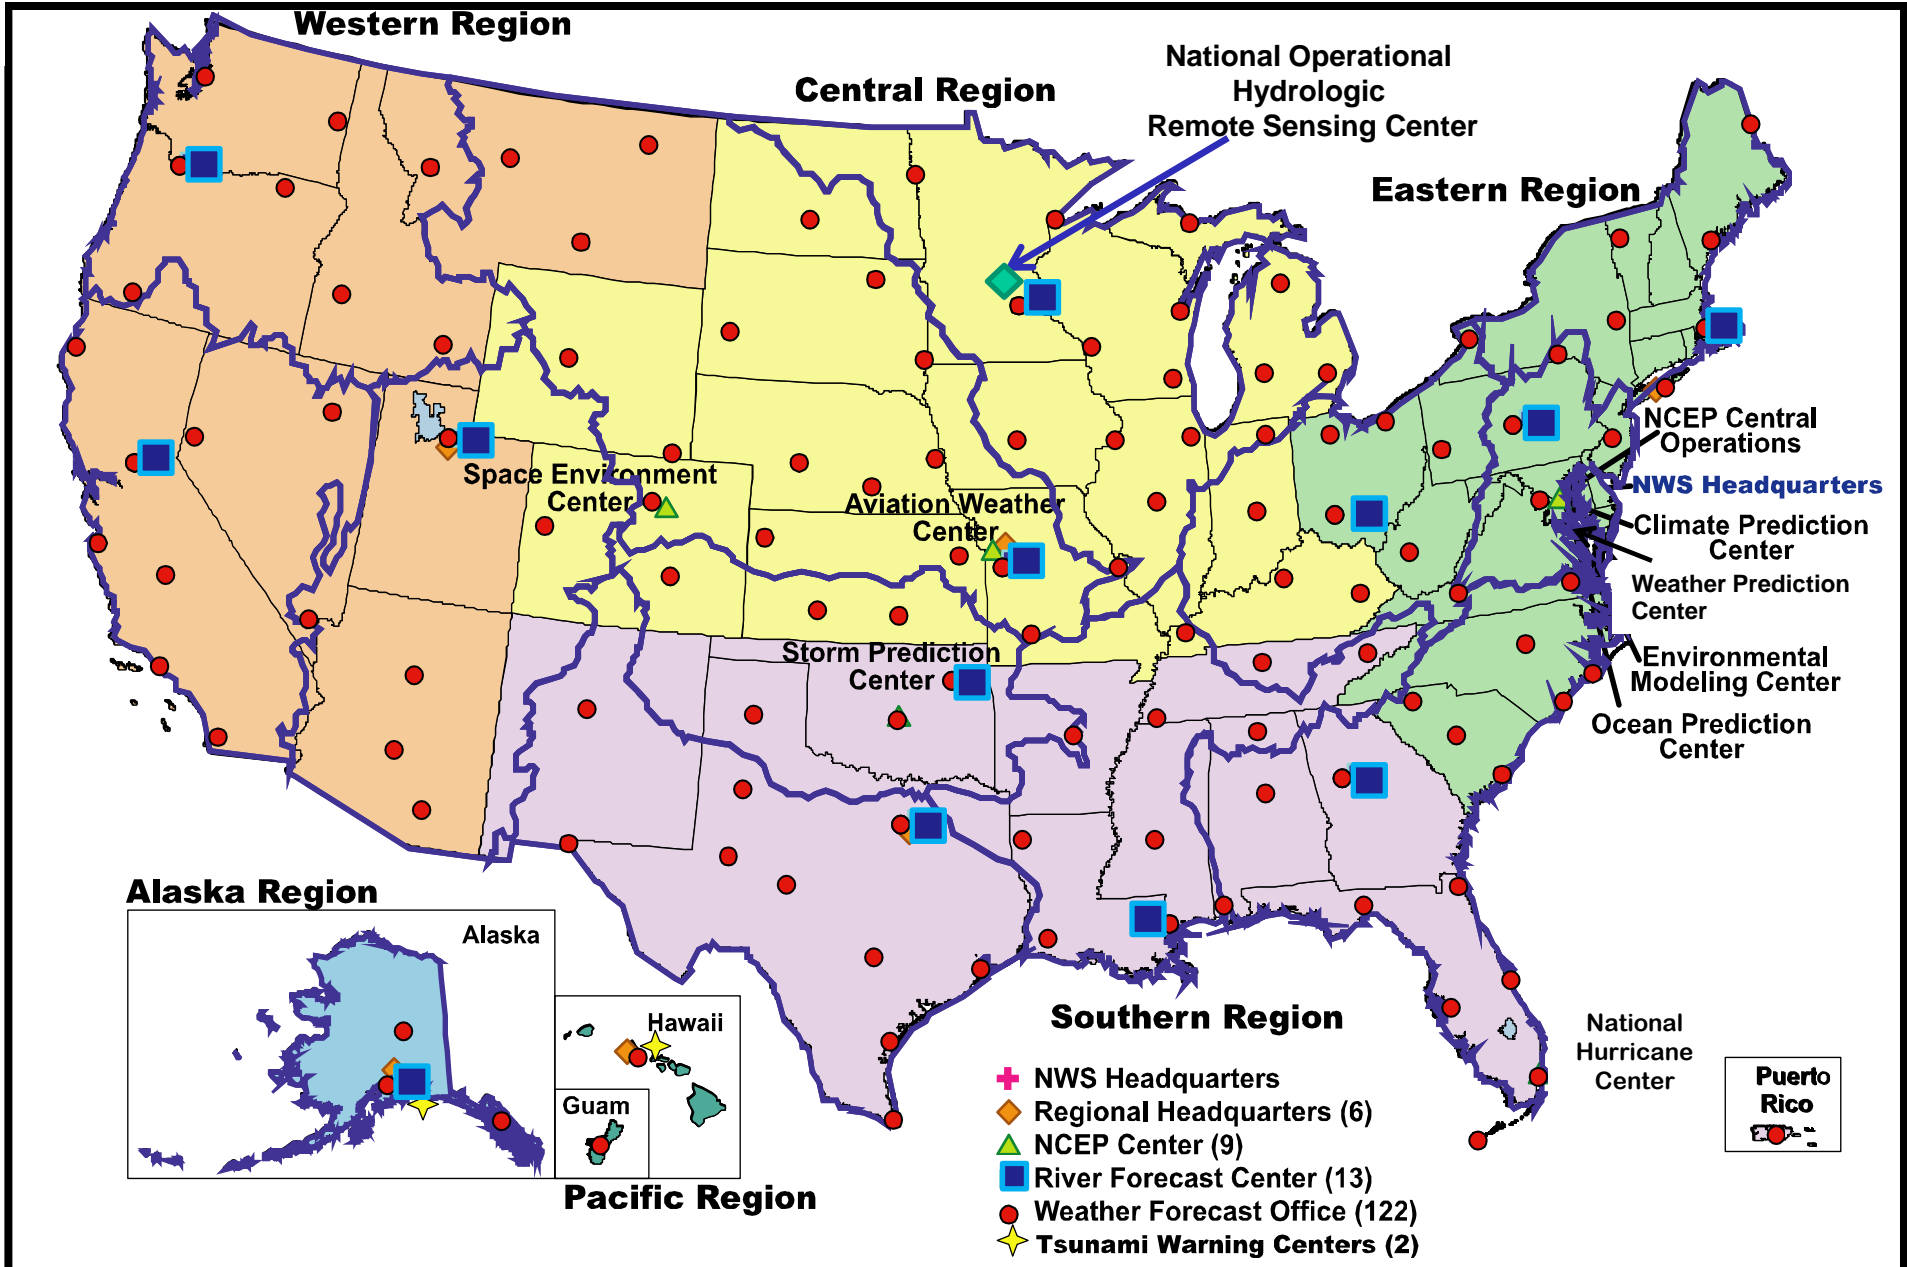 Western Region
National Operational
Hydrologic
Remote Sensing Center
Central Region
Eastern Region
NCEP Central
Operations
NWS Headquarters
Climate Prediction
Center
Weather Prediction
Center
Environmental
Modeling Center
Ocean Prediction
Center
Space Environment
Center
Aviation Weather
Center
Storm Prediction
Center
Alaska Region
Alaska
Hawaii
Guam
Pacific Region
Southern Region
National
Hurricane
Center
Puerto
Rico
NWS Headquarters
Regional Headquarters (6)
NCEP Center (9)
River Forecast Center (13)
Weather Forecast Office (122)
Tsunami Warning Centers (2)